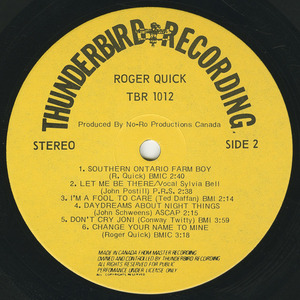 THUNDERBIRD RECORDING
ROGER QUICK
TBR 1012
Produced By No-Ro Productions Canada
STEREO SIDE 2
1. SOUTHERN ONTARIO FARM BOY
(R. Quick) BMIC 2:40
2. LET ME BE THERE/Vocal Sylvia Bell
(John Postill) P.R.S. 2:38
3. I'M A FOOL TO CARE (Ted Daffan) BMI 2:14
4. DAYDREAMS ABOUT NIGHT THINGS
(John Schweens) ASCAP 2:15
5. DON'T CRY JONI (Conway Twitty) BMI 3:59
6. CHANGE YOUR NAME TO MINE
(Roger Quick) BMIC 3:18
MADE IN CANADA FROM MASTER RECORDING
OWNED AND CONTROLLED BY THUNDERBIRD RECORDING
ALL RIGHTS RESERVED FOR PUBLIC
PERFORMANCE UNDER LICENSE ONLY